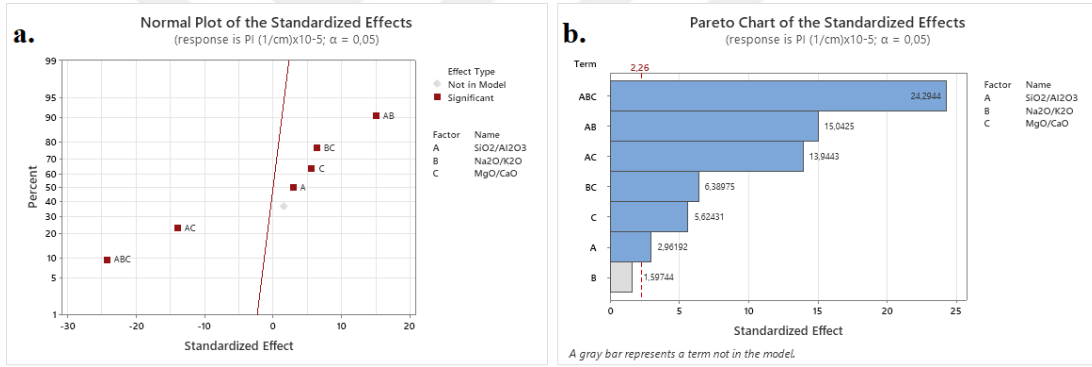 a.
Normal Plot of the Standardized Effects
(response is PI (1/cm)x10-5; α = 0,05)
99
95
90
80
70
60
50
40
30
20
10
5
1
Percent
AB
BC
C
A
AC
ABC
-30
-20
-10
0
10
20
Standardized Effect
Effect Type
Not in Model
Significant
Factor Name
A SiO2/Al2O3
B Na2O/K2O
C MgO/CaO
b.
Pareto Chart of the Standardized Effects
(response is PI (1/cm)x10-5; α = 0,05)
Term
2,26
ABC 24,2944
AB 15,0425
AC 13,9443
BC 6,38975
C 5,62431
A 2,96192
B 1,59744
0
5
10
15
20
25
Standardized Effect
Factor Name
A SiO2/Al2O3
B Na2O/K2O
C MgO/CaO
A gray bar represents a term not in the model.